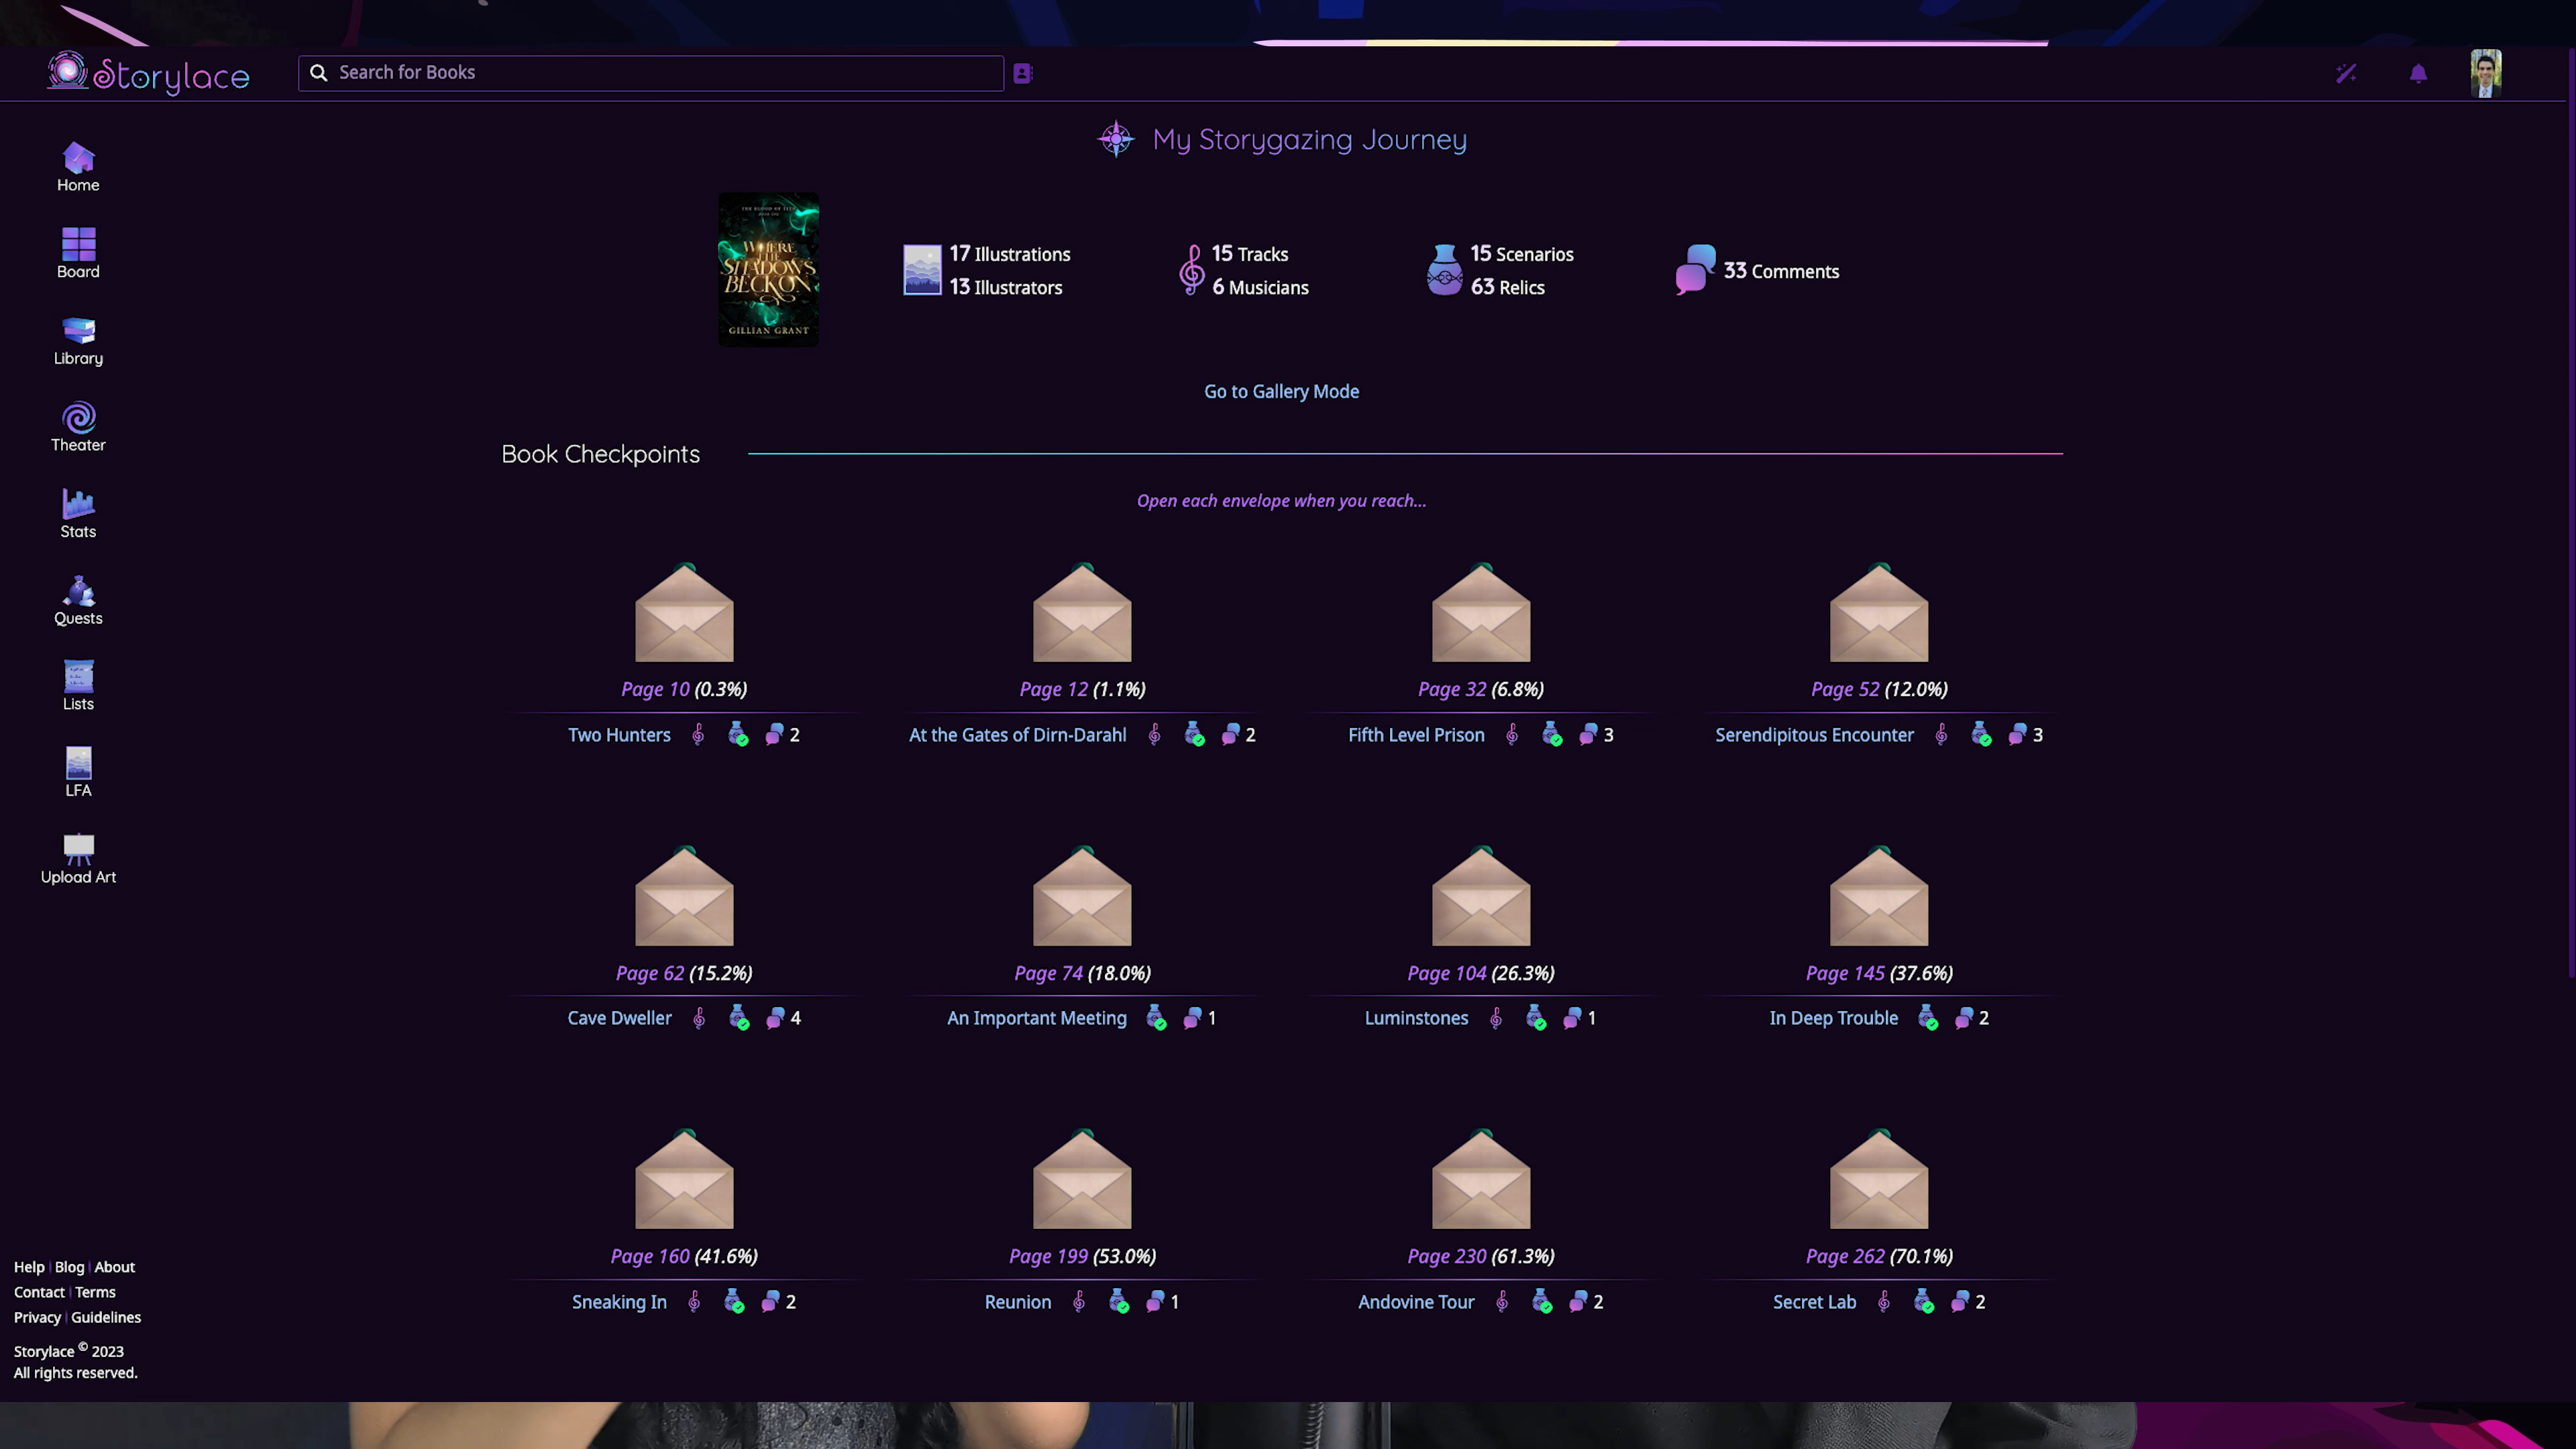 Storylace
Search for Books
My Storygazing Journey
Home
Board
Library
Theater
Stats
Quests
Lists
LFA
Upload Art
WHERE
THE
SHADOWS
BECKON
GILLIAN GRANT
17 Illustrations
13 Illustrators
15 Tracks
6 Musicians
15 Scenarios
63 Relics
33 Comments
Go to Gallery Mode
Book Checkpoints
Open each envelope when you reach...
Page 10 (0.3%)
Two Hunters 2
Page 12 (1.1%)
At the Gates of Dirn-Darahl 2
Page 32 (6.8%)
Fifth Level Prison 3
Page 52 (12.0%)
Serendipitous Encounter 3
Page 62 (15.2%)
Cave Dweller 4
Page 74 (18.0%)
An Important Meeting 1
Page 104 (26.3%)
Luminstones 1
Page 145 (37.6%)
In Deep Trouble 2
Page 160 (41.6%)
Sneaking In 2
Page 199 (53.0%)
Reunion 1
Page 230 (61.3%)
Andovine Tour 2
Page 262 (70.1%)
Secret Lab 2
Help | Blog | About
Contact | Terms
Privacy | Guidelines
Storylace © 2023
All rights reserved.